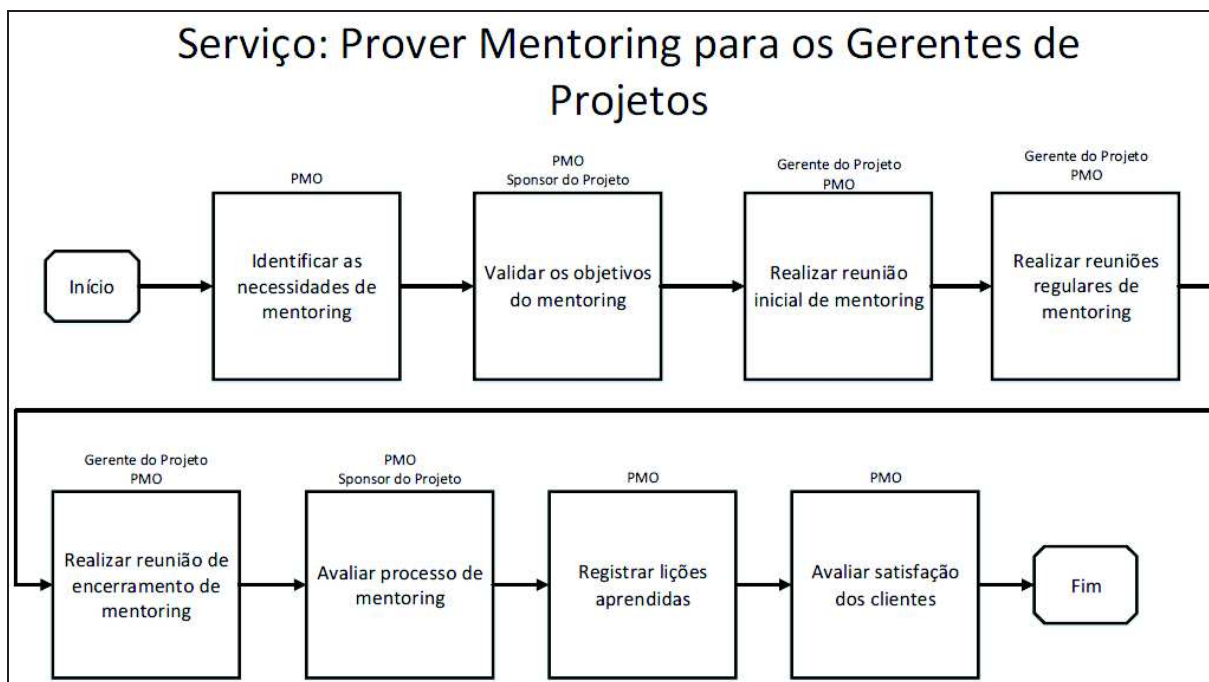 Serviço: Prover Mentoring para os Gerentes de
Projetos
PMO
PMO
Sponsor do Projeto
Gerente do Projeto
PMO
Gerente do Projeto
PMO
Início
Identificar as
necessidades de
mentoring
Validar os objetivos
do mentoring
Realizar reunião
inicial de mentoring
Realizar reuniões
regulares de
mentoring
Gerente do Projeto
PMO
PMO
Sponsor do Projeto
PMO
PMO
Realizar reunião de
encerramento de
mentoring
Avaliar processo de
mentoring
Registrar lições
aprendidas
Avaliar satisfação
dos clientes
Fim